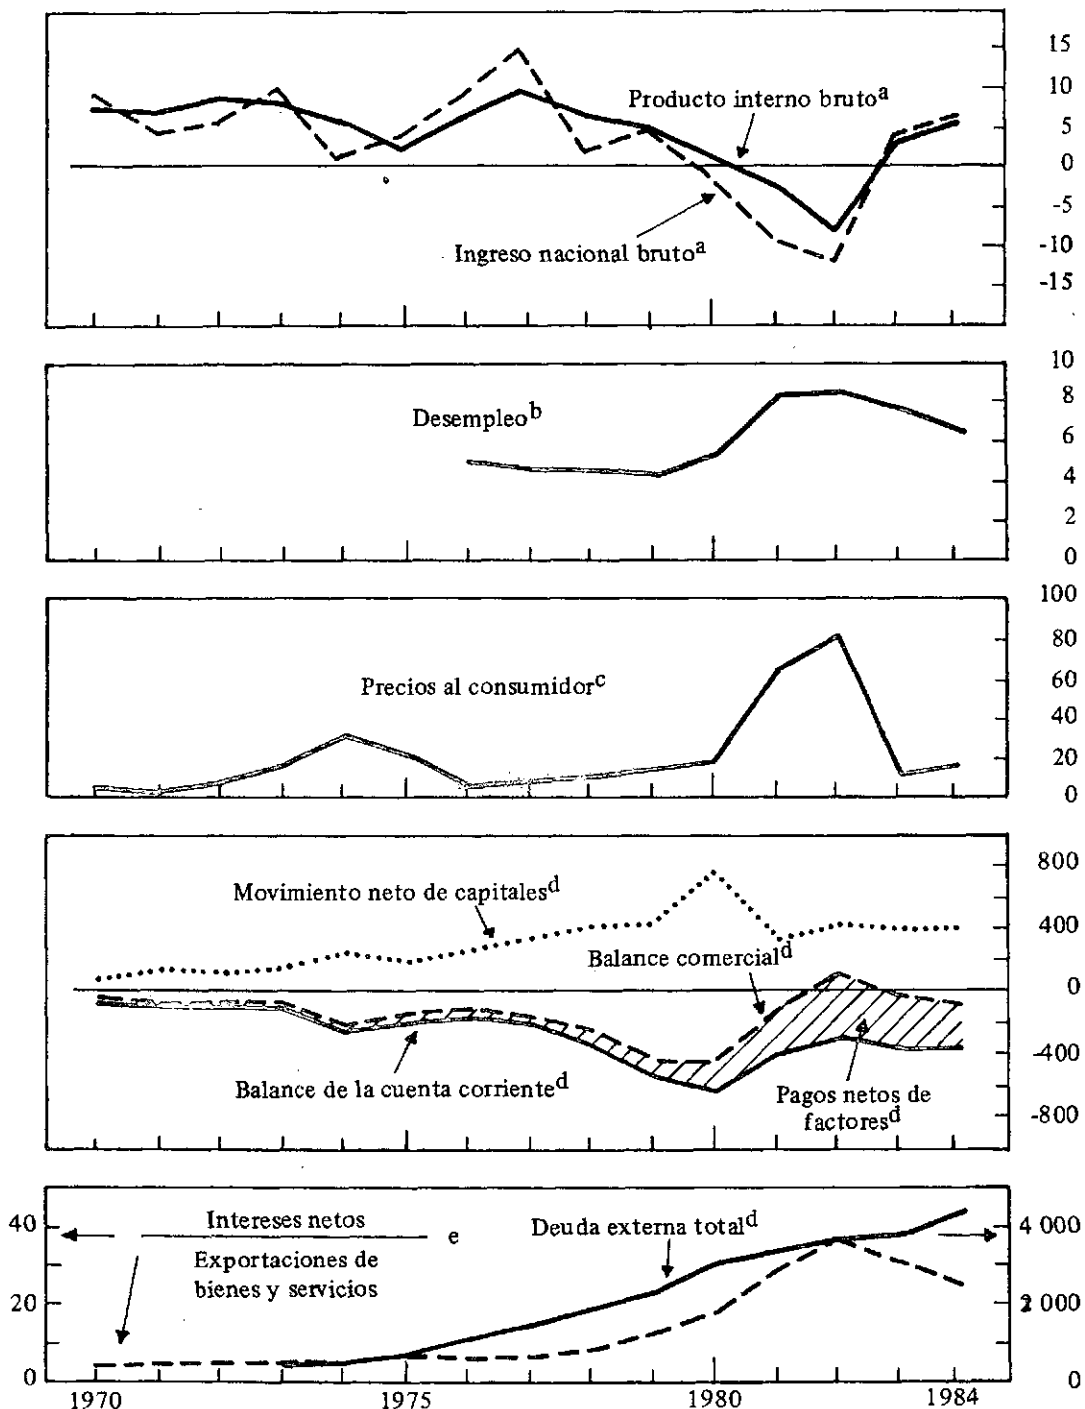 15
10
Producto interno bruto^a
5
0
-5
Ingreso nacional bruto^a
-10
-15
10
8
Desempleo^b
6
4
2
0
100
80
Precios al consumidor^c
60
40
20
0
800
Movimiento neto de capitales^d
400
Balance comercial^d
0
-400
Balance de la cuenta corriente^d
Pagos netos de
factores^d
-800
40
Intereses netos
e
Exportaciones de
bienes y servicios
Deuda externa total^d
4 000
20
2 000
0
0
1970
1975
1980
1984